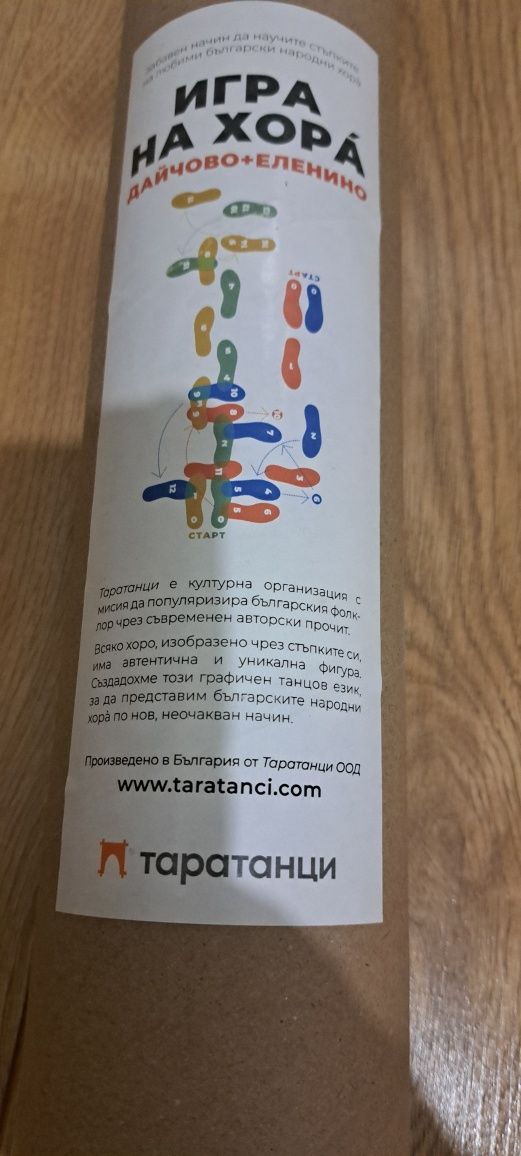 Забавен начин да научите стъпките
на любими български народни хора
ИГРА
НА ХОРÁ
ДАЙЧОВО+ЕЛЕНИНО
СТАРТ
СТАРТ
Таратанци е културна организация с
мисия да популяризира българския фолк-
лор чрез съвременен авторски прочит.
Всяко хоро, изобразено чрез стъпките си,
има автентична и уникална фигура.
Създадохме този графичен танцов език,
за да представим българските народни
хорà по нов, неочакван начин.
Произведено в България от Таратанци ООД
www.taratanci.com
таратанци